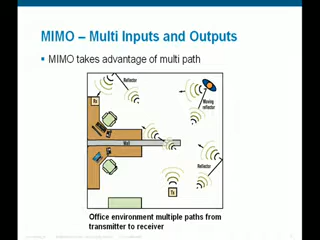 MIMO – Multi Inputs and Outputs
MIMO takes advantage of multi path
Reflector
Rx
Moving
reflector
Wall
Reflector
Tx
Office environment multiple paths from
transmitter to receiver